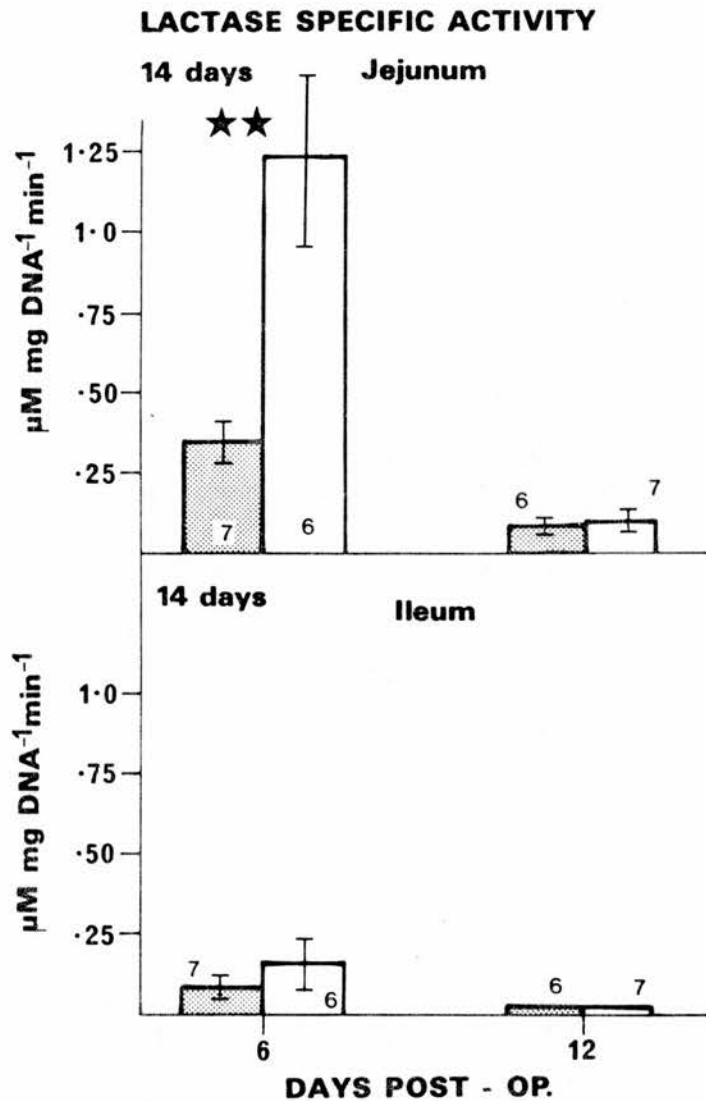 LACTASE SPECIFIC ACTIVITY
14 days Jejunum
★★
µM mg DNA⁻¹ min⁻¹
1·25
1·0
·75
·50
·25
7 6 6 7
14 days Ileum
µM mg DNA⁻¹min⁻¹
1·0
·75
·50
·25
7 6 6 7
6 12
DAYS POST - OP.